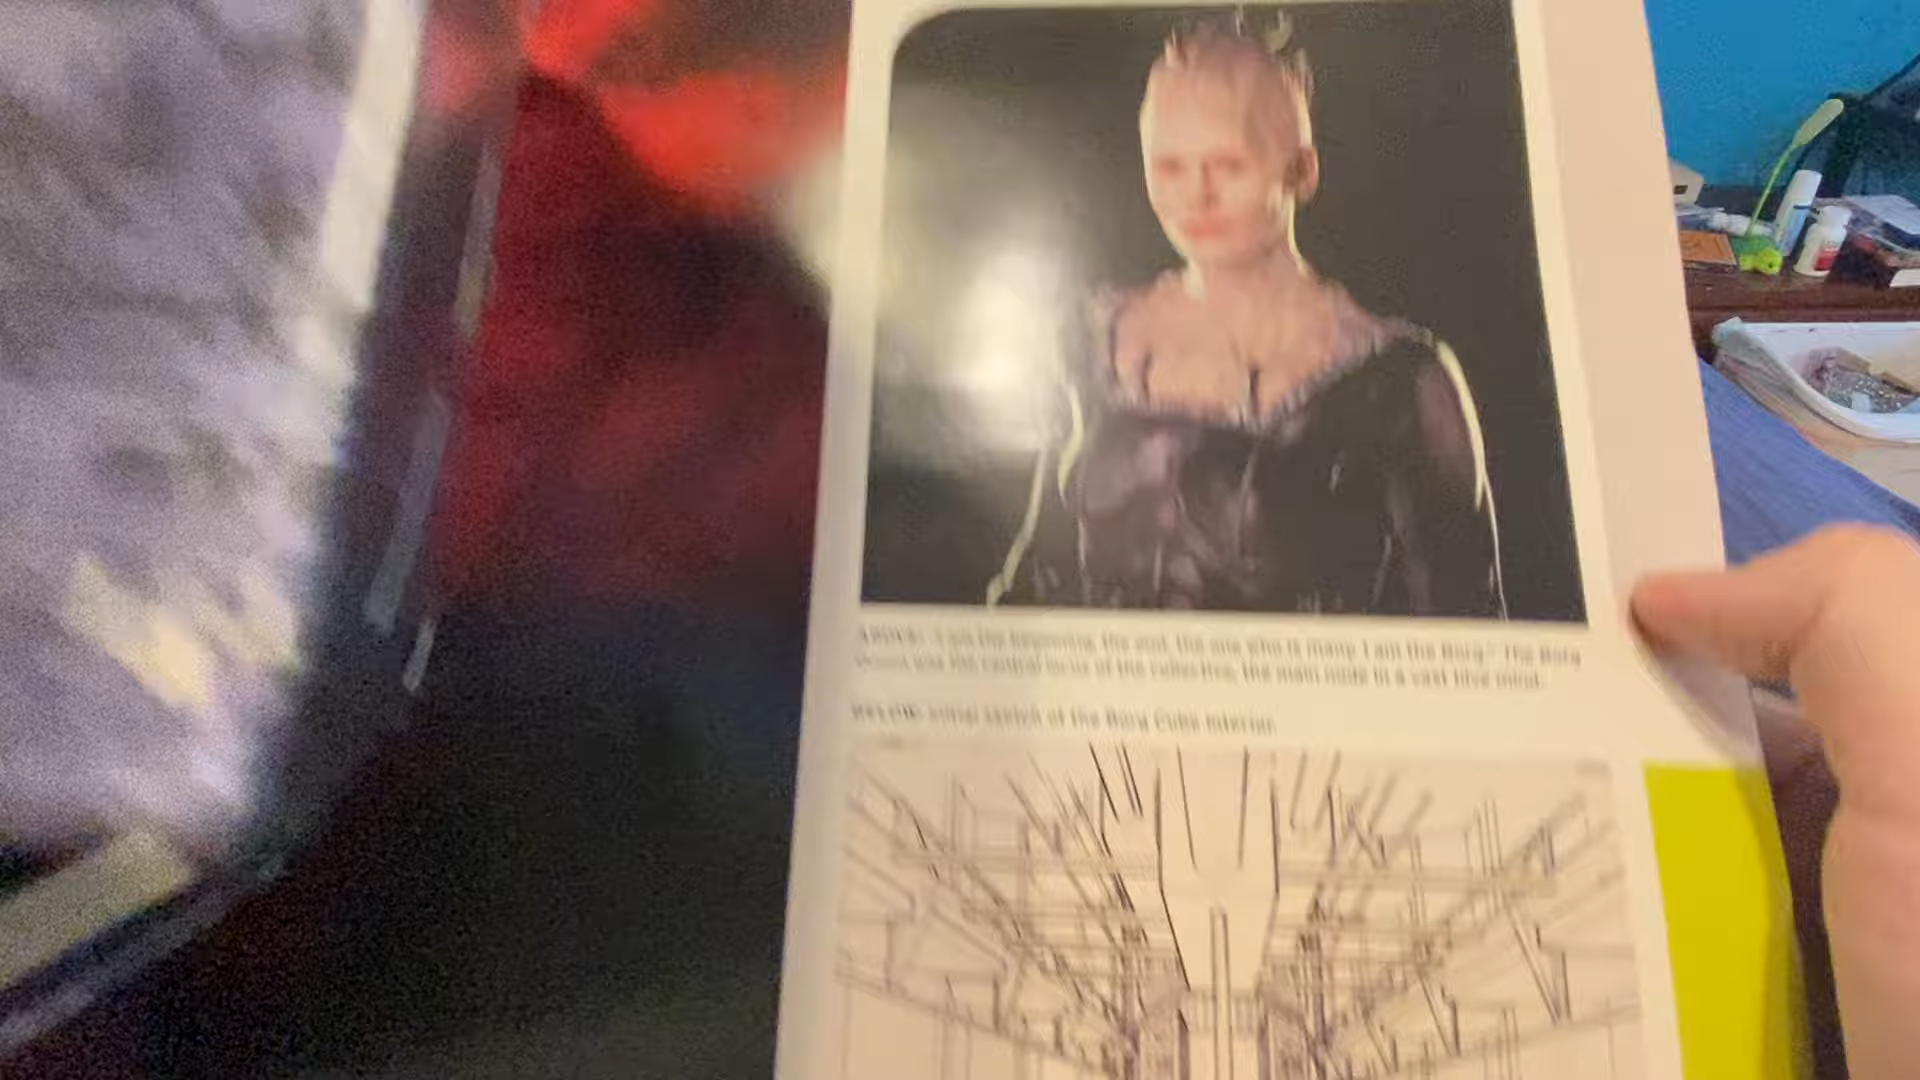 ABOVE: "I am the beginning, the end, the one who is many. I am the Borg." The Borg
Queen was the central locus of the collective, the main node in a vast hive mind.
BELOW: Initial sketch of the Borg Cube interior.